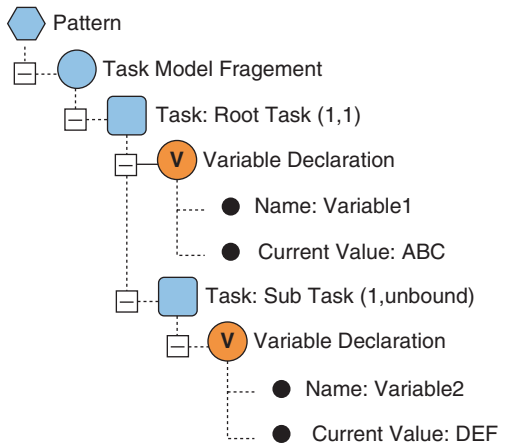 Pattern
Task Model Fragement
Task: Root Task (1,1)
V Variable Declaration
Name: Variable1
Current Value: ABC
Task: Sub Task (1,unbound)
V Variable Declaration
Name: Variable2
Current Value: DEF